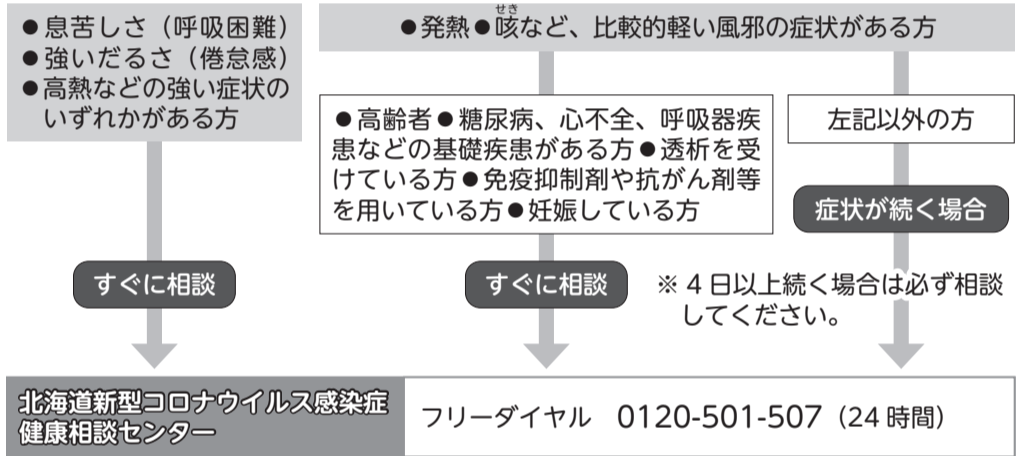 ●息苦しさ（呼吸困難）
●強いだるさ（倦怠感）
●高熱などの強い症状の
いずれかがある方
すぐに相談
せき
●発熱●咳など、比較的軽い風邪の症状がある方
●高齢者●糖尿病、心不全、呼吸器疾
患などの基礎疾患がある方●透析を受
けている方●免疫抑制剤や抗がん剤等
を用いている方●妊娠している方
すぐに相談
左記以外の方
症状が続く場合
※４日以上続く場合は必ず相談
してください。
北海道新型コロナウイルス感染症
健康相談センター
フリーダイヤル　0120-501-507（24時間）